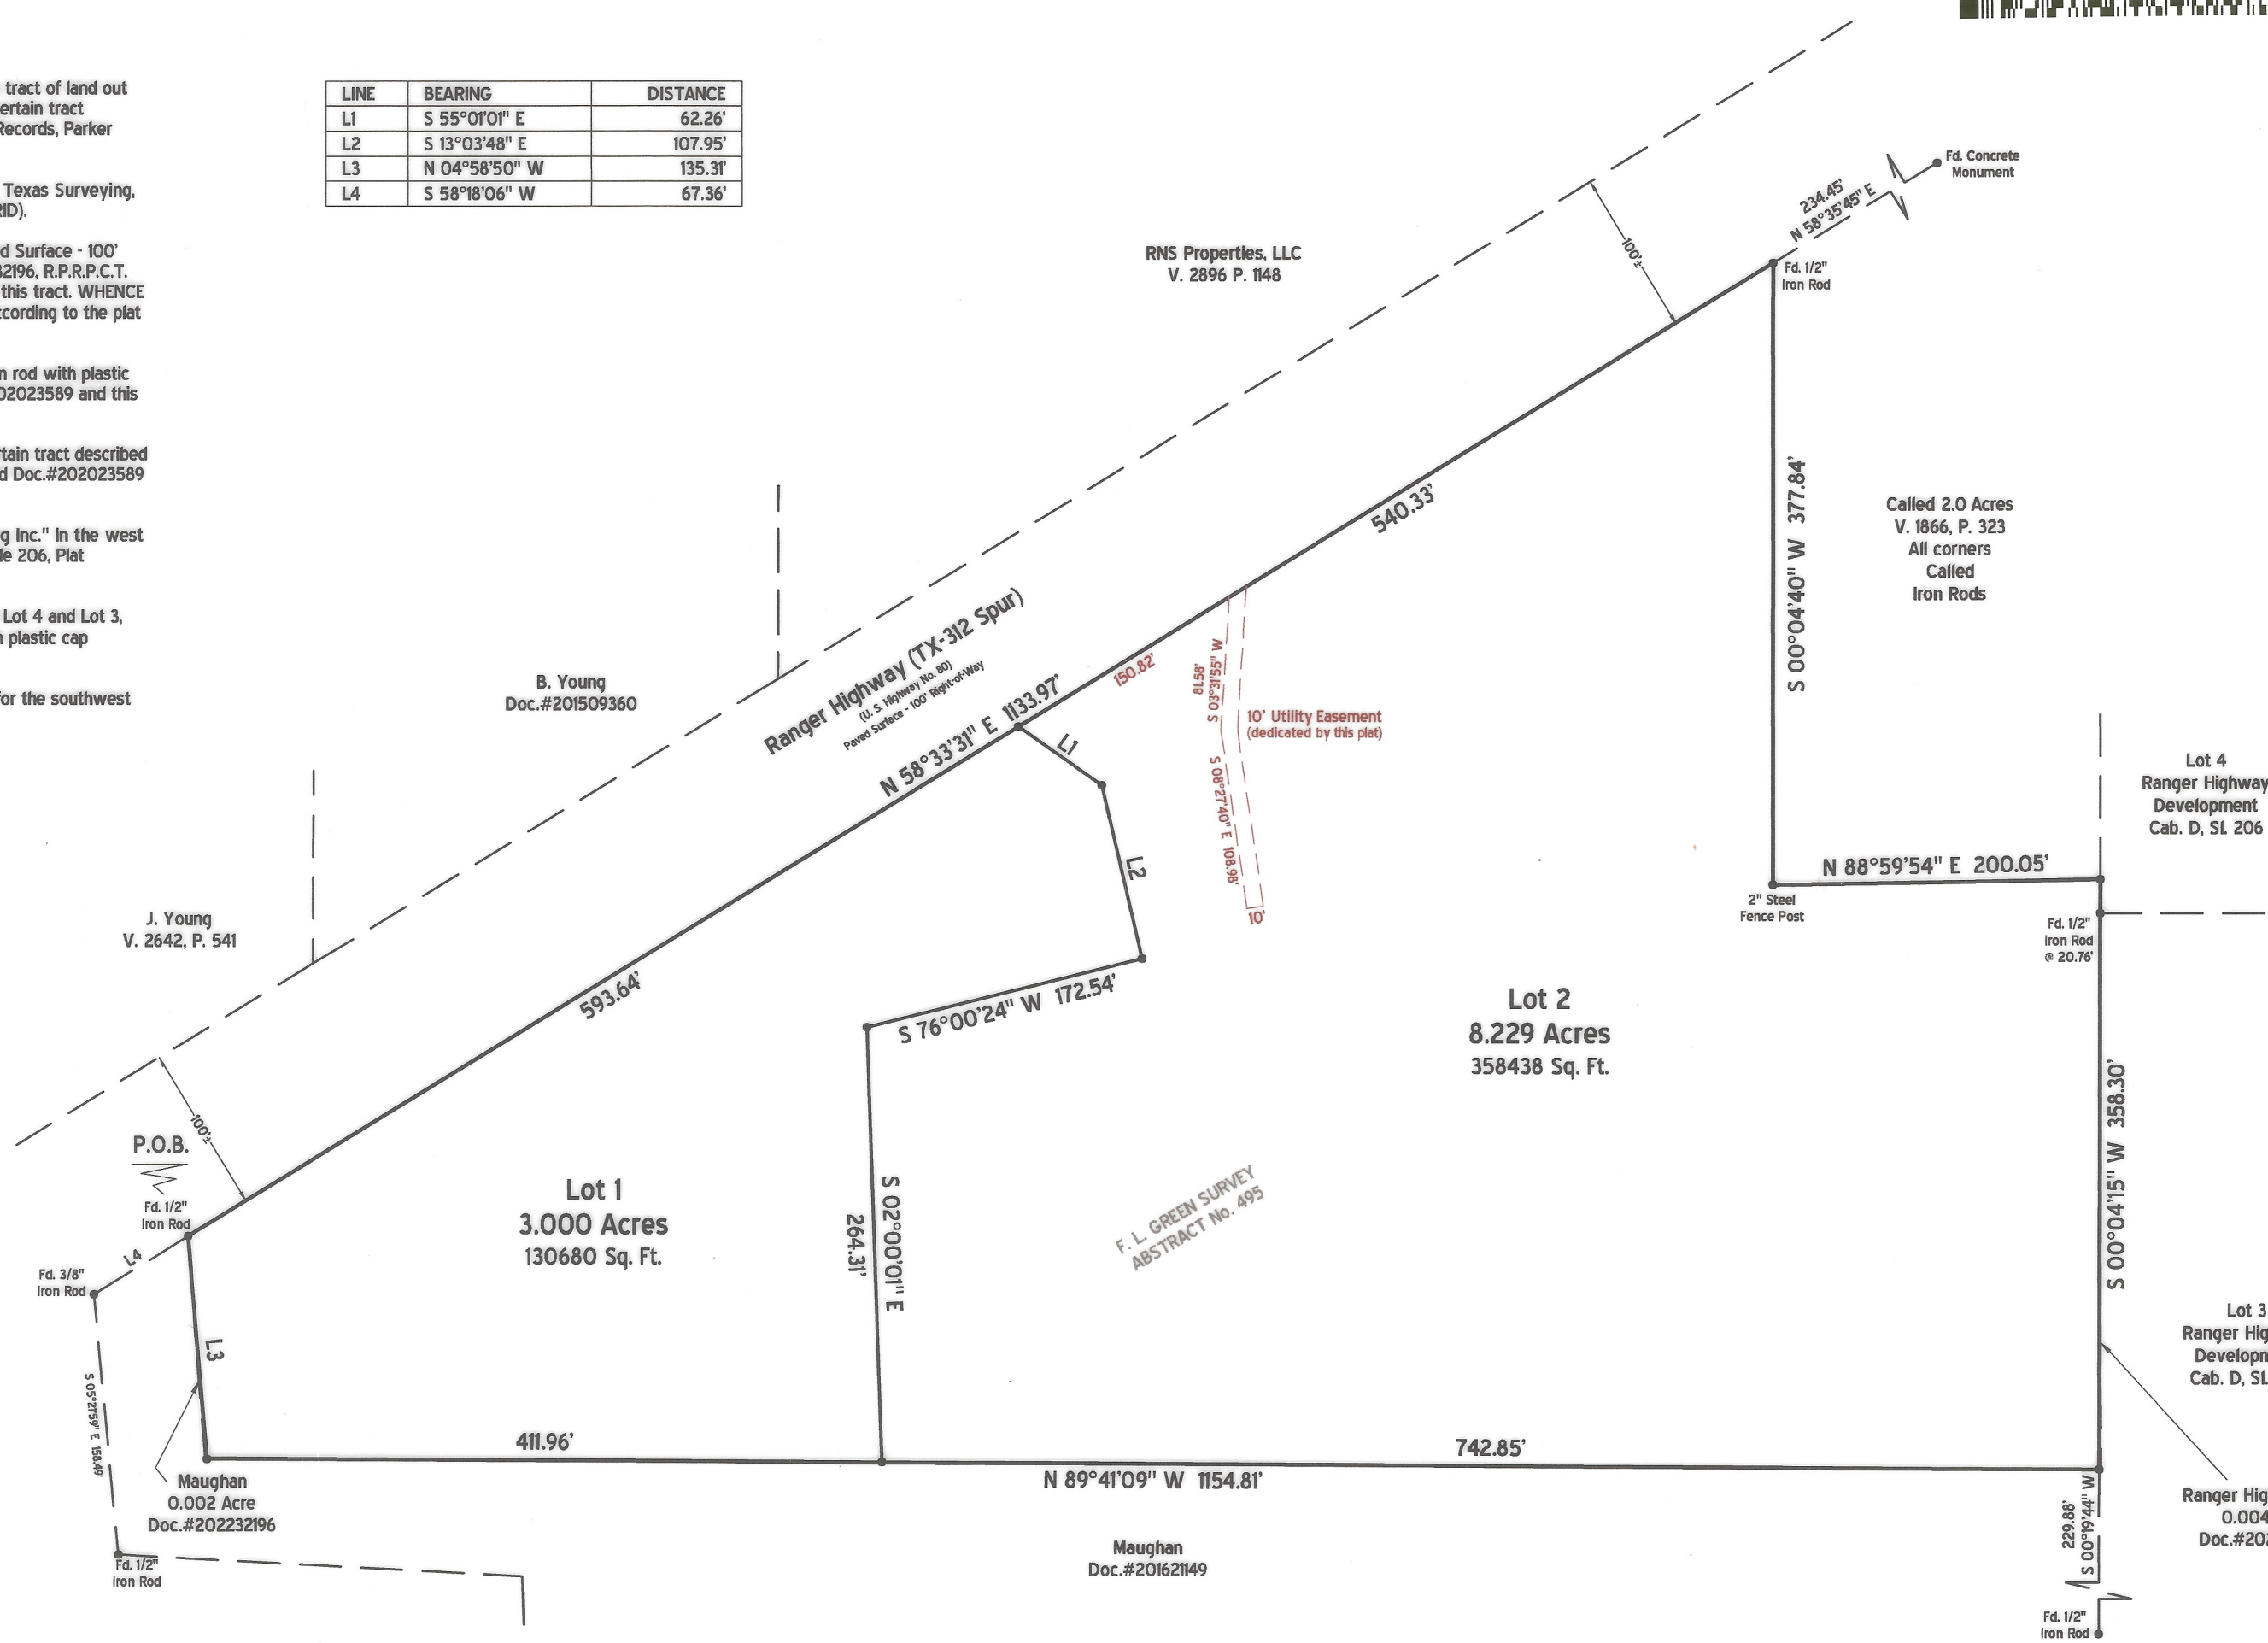 tract of land out
ertain tract
Records, Parker
Texas Surveying,
RID).
d Surface - 100'
32196, R.P.R.P.C.T.
this tract. WHENCE
ccording to the plat
n rod with plastic
02023589 and this
rtain tract described
d Doc.#202023589
g Inc." in the west
de 206, Plat
Lot 4 and Lot 3,
n plastic cap
for the southwest
LINE BEARING DISTANCE
L1 S 55°01'01" E 62.26'
L2 S 13°03'48" E 107.95'
L3 N 04°58'50" W 135.31'
L4 S 58°18'06" W 67.36'
RNS Properties, LLC
V. 2896 P. 1148
100'±
234.45'
N 58°35'45" E
Fd. Concrete
Monument
Fd. 1/2"
Iron Rod
540.33'
S 00°04'40" W 377.84'
Called 2.0 Acres
V. 1866, P. 323
All corners
Called
Iron Rods
Ranger Highway (TX-312 Spur)
(U. S. Highway No. 80)
Paved Surface - 100' Right-of-Way
N 58°33'31" E 1133.97'
150.82'
81.58'
S 03°31'55" W
10' Utility Easement
(dedicated by this plat)
S 08°27'40" E 108.98'
10'
B. Young
Doc.#201509360
L1
L2
Lot 4
Ranger Highway
Development
Cab. D, Sl. 206
N 88°59'54" E 200.05'
2" Steel
Fence Post
Fd. 1/2"
Iron Rod
@ 20.76'
J. Young
V. 2642, P. 541
593.64'
S 76°00'24" W 172.54'
Lot 2
8.229 Acres
358438 Sq. Ft.
100'±
P.O.B.
Fd. 1/2"
Iron Rod
L4
Fd. 3/8"
Iron Rod
Lot 1
3.000 Acres
130680 Sq. Ft.
264.31'
S 02°00'01" E
F. L. GREEN SURVEY
ABSTRACT No. 495
S 00°04'15" W 358.30'
Lot 3
Ranger Hig
Developn
Cab. D, Sl.
L3
S 05°21'59" E 158.49'
411.96'
742.85'
N 89°41'09" W 1154.81'
Maughan
0.002 Acre
Doc.#202232196
Fd. 1/2"
Iron Rod
Maughan
Doc.#201621149
229.88'
S 00°19'44" W
Ranger Hig
0.004
Doc.#202
Fd. 1/2"
Iron Rod